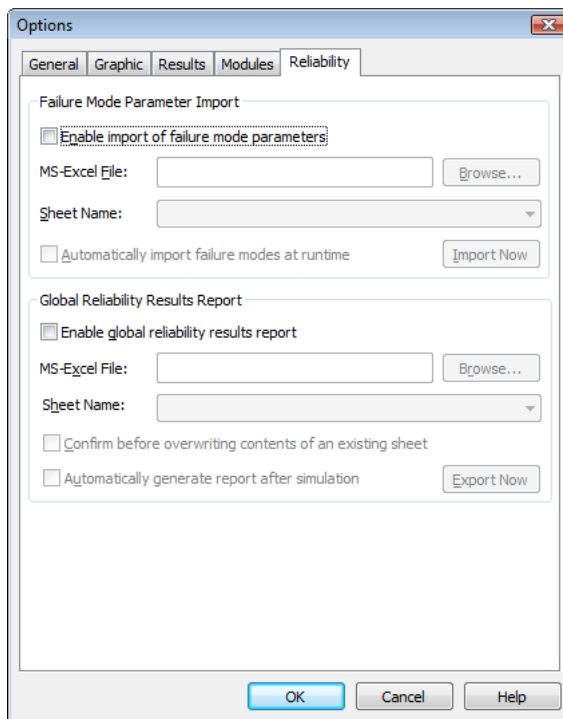 Options
General Graphic Results Modules Reliability
Failure Mode Parameter Import
Enable import of failure mode parameters
MS-Excel File: Browse...
Sheet Name:
Automatically import failure modes at runtime Import Now
Global Reliability Results Report
Enable global reliability results report
MS-Excel File: Browse...
Sheet Name:
Confirm before overwriting contents of an existing sheet
Automatically generate report after simulation Export Now
OK Cancel Help